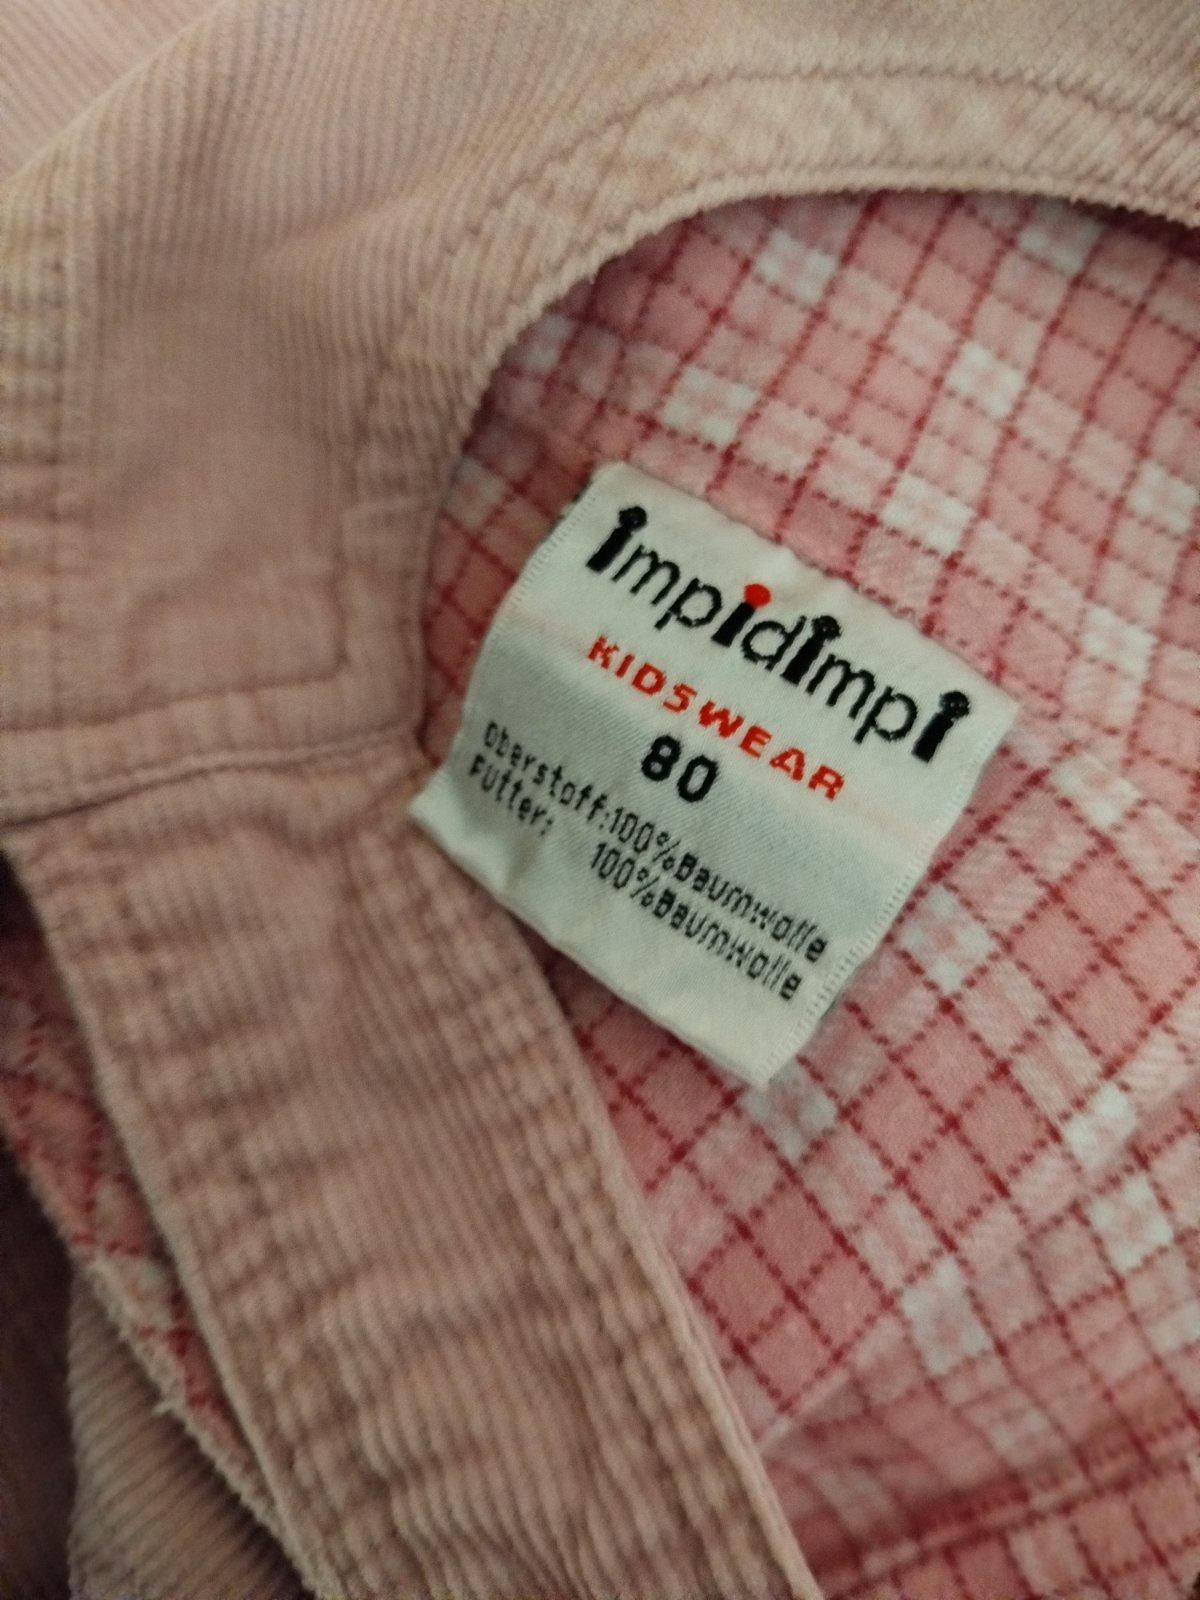 impidimpi
KIDSWEAR
80
Oberstoff:100%Baumwolle
Futter: 100%Baumwolle